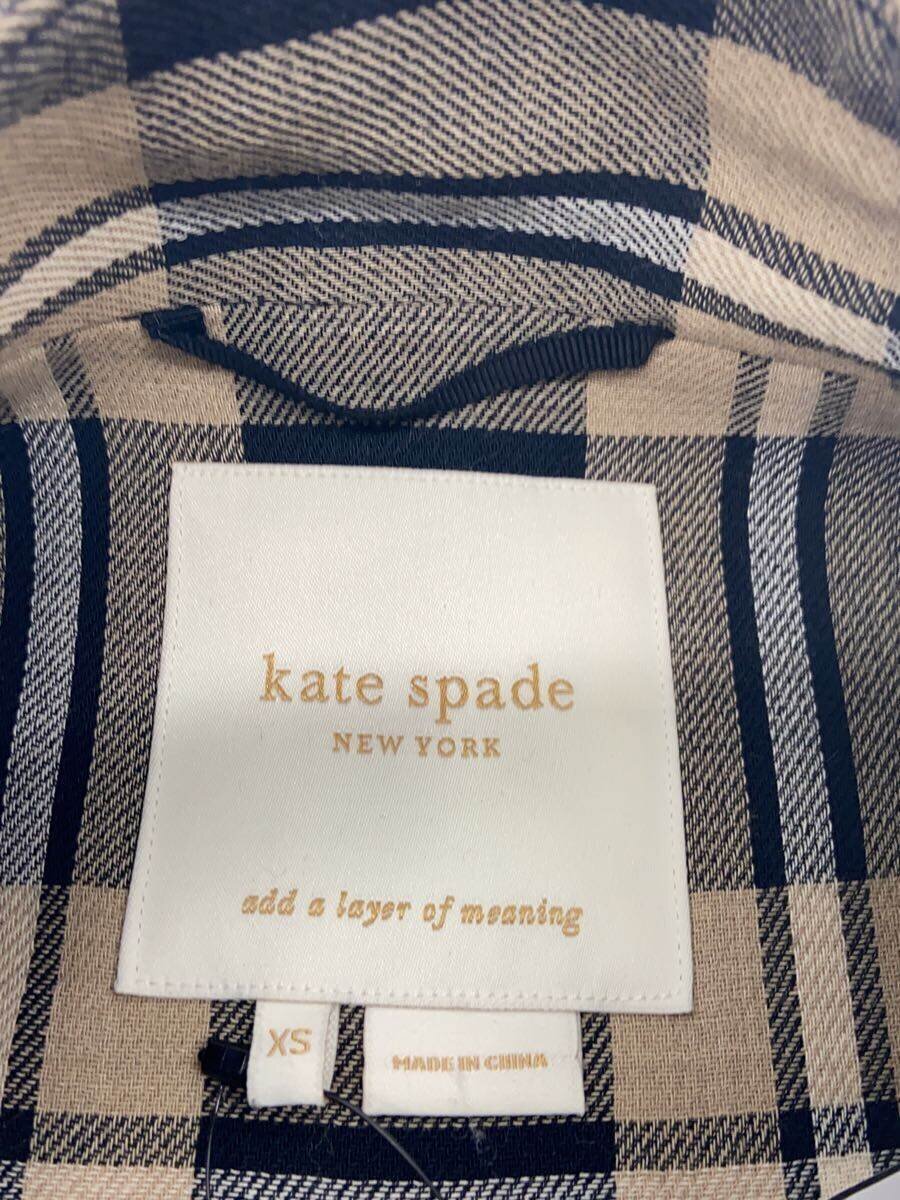 kate spade
NEW YORK
add a layer of meaning
XS
MADE IN CHINA